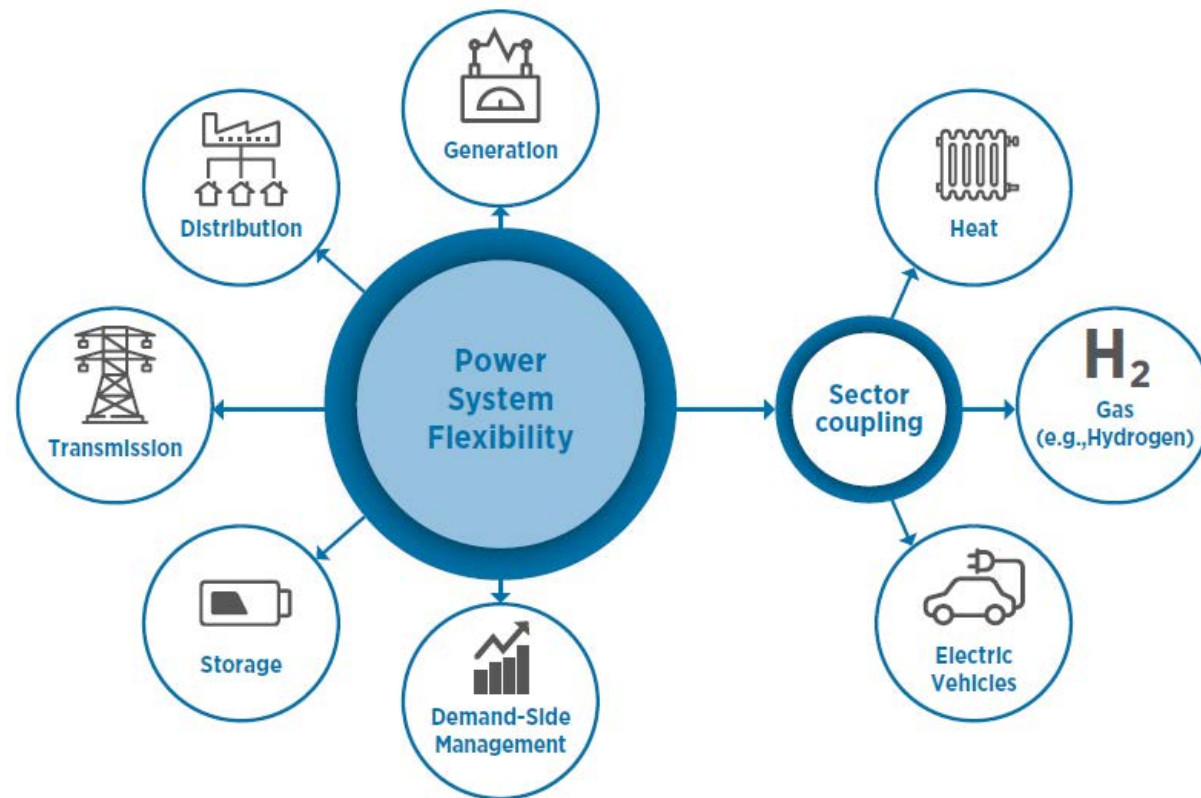 Generation
Distribution
Heat
Power
System
Flexibility
Sector
coupling
H₂
Gas
(e.g.,Hydrogen)
Transmission
Storage
Demand-Side
Management
Electric
Vehicles